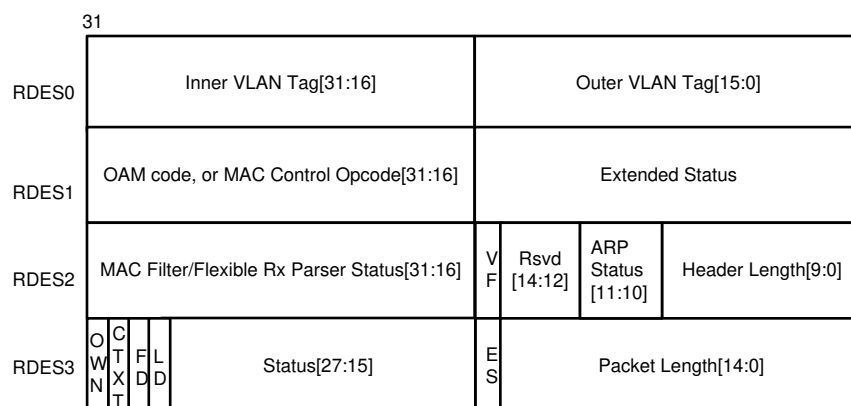 31
RDES0
Inner VLAN Tag[31:16]
Outer VLAN Tag[15:0]
RDES1
OAM code, or MAC Control Opcode[31:16]
Extended Status
RDES2
MAC Filter/Flexible Rx Parser Status[31:16]
V
F
Rsvd
[14:12]
ARP
Status
[11:10]
Header Length[9:0]
RDES3
O
W
N
C
T
X
T
F
D
L
D
Status[27:15]
E
S
Packet Length[14:0]